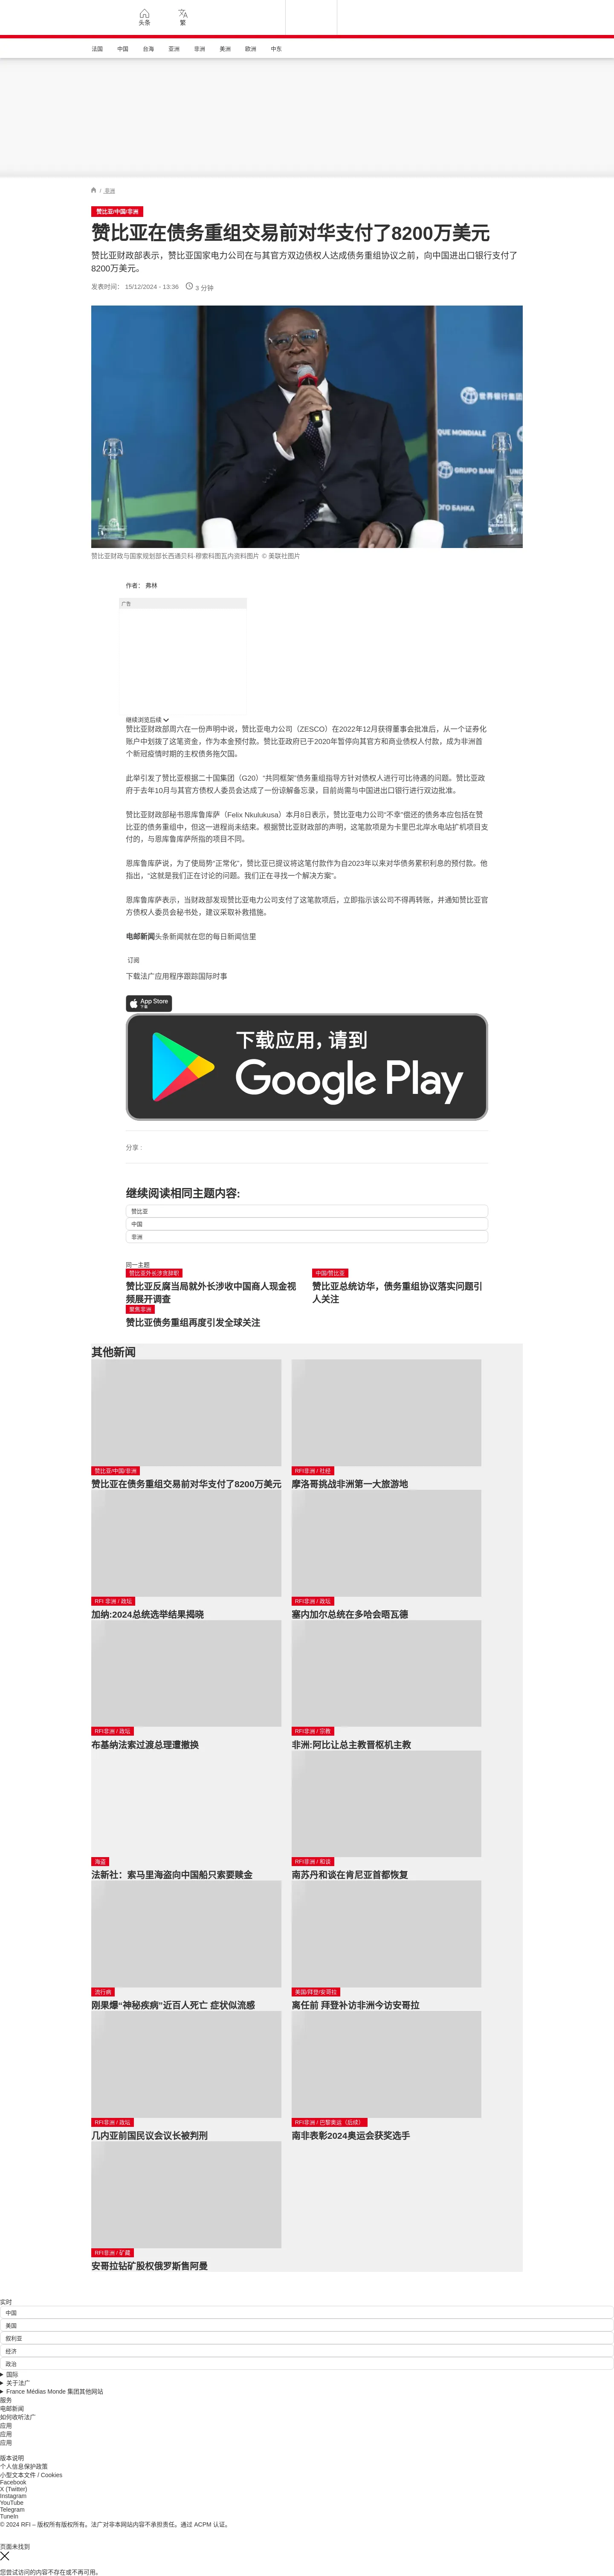 头条
繁
法国
中国
台海
亚洲
非洲
美洲
欧洲
中东
/ 亚洲
赞比亚/中国/非洲
赞比亚在债务重组交易前对华支付了8200万美元
赞比亚财政部表示，赞比亚国家电力公司在与其官方双边债权人达成债务重组协议之前，向中国进出口银行支付了
8200万美元。
发表时间： 15/12/2024 - 13:36 3 分钟
世界银行集团
GRUPO BANCO
赞比亚财政与国家规划部长西通贝科·穆索科图瓦内资料图片 © 美联社图片
作者： 弗林
广告
继续浏览后续
赞比亚财政部周六在一份声明中说，赞比亚电力公司（ZESCO）在2022年12月获得董事会批准后，从一个证券化
账户中划拨了这笔资金，作为本金预付款。赞比亚政府已于2020年暂停向其官方和商业债权人付款，成为非洲首
个新冠疫情时期的主权债务拖欠国。
此举引发了赞比亚根据二十国集团（G20）“共同框架”债务重组指导方针对债权人进行可比待遇的问题。赞比亚政
府于去年10月与其官方债权人委员会达成了一份谅解备忘录，目前尚需与中国进出口银行进行双边批准。
赞比亚财政部秘书恩库鲁库萨（Felix Nkulukusa）本月8日表示，赞比亚电力公司“不幸”偿还的债务本应包括在赞
比亚的债务重组中，但这一进程尚未结束。根据赞比亚财政部的声明，这笔款项是为卡里巴北岸水电站扩机项目支
付的，与恩库鲁库萨所指的项目不同。
恩库鲁库萨说，为了使局势“正常化”，赞比亚已提议将这笔付款作为自2023年以来对华债务累积利息的预付款。他
指出，“这就是我们正在讨论的问题。我们正在寻找一个解决方案”。
恩库鲁库萨表示，当财政部发现赞比亚电力公司支付了这笔款项后，立即指示该公司不得再转账，并通知赞比亚官
方债权人委员会秘书处，建议采取补救措施。
电邮新闻头条新闻就在您的每日新闻信里
订阅
下载法广应用程序跟踪国际时事
App Store
下载
下载应用，请到
Google Play
分享 :
继续阅读相同主题内容:
赞比亚
中国
非洲
同一主题
赞比亚外长涉贪辞职
赞比亚反腐当局就外长涉收中国商人现金视
频展开调查
中国/赞比亚
赞比亚总统访华，债务重组协议落实问题引
人关注
聚焦非洲
赞比亚债务重组再度引发全球关注
其他新闻
赞比亚/中国/非洲
赞比亚在债务重组交易前对华支付了8200万美元
RFI非洲 / 社经
摩洛哥挑战非洲第一大旅游地
RFI 非洲 / 政坛
加纳:2024总统选举结果揭晓
RFI非洲 / 政坛
塞内加尔总统在多哈会晤瓦德
RFI非洲 / 政坛
布基纳法索过渡总理遭撤换
RFI非洲 / 宗教
非洲:阿比让总主教晋枢机主教
海盗
法新社：索马里海盗向中国船只索要赎金
RFI非洲 / 和谈
南苏丹和谈在肯尼亚首都恢复
流行病
刚果爆“神秘疾病”近百人死亡 症状似流感
美国/拜登/安哥拉
离任前 拜登补访非洲今访安哥拉
RFI非洲 / 政坛
几内亚前国民议会议长被判刑
RFI非洲 / 巴黎奥运（后续）
南非表彰2024奥运会获奖选手
RFI非洲 / 矿藏
安哥拉钻矿股权俄罗斯售阿曼
实时
中国
美国
叙利亚
经济
政治
国际
关于法广
France Médias Monde 集团其他网站
服务
电邮新闻
如何收听法广
应用
应用
应用
版本说明
个人信息保护政策
小型文本文件 / Cookies
Facebook
X (Twitter)
Instagram
YouTube
Telegram
TuneIn
© 2024 RFI – 版权所有版权所有。法广对非本网站内容不承担责任。通过 ACPM 认证。
页面未找到
您尝试访问的内容不存在或不再可用。